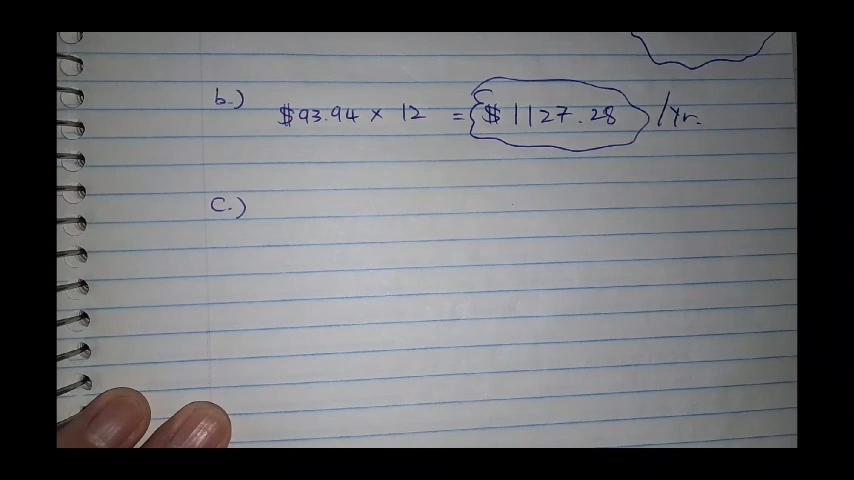 b.) $93.94 × 12 = $1127.28 /Yr.
C.)